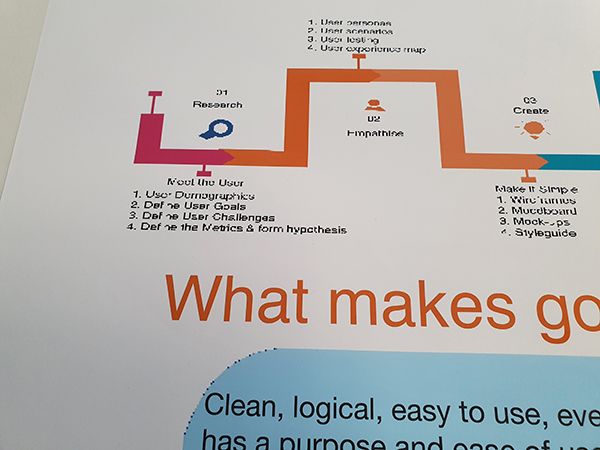 1. User personas
2. User scenarios
3. User testing
4. User experience map
01
Research
02
Empathise
03
Create
Meet the User
1. User Demographics
2. Define User Goals
3. Define User Challenges
4. Define the Metrics & form hypothesis
Make it Simple
1. Wireframes
2. Moodboard
3. Mock-ups
4. Styleguide
What makes go
Clean, logical, easy to use, eve
has a purpose and ease of use